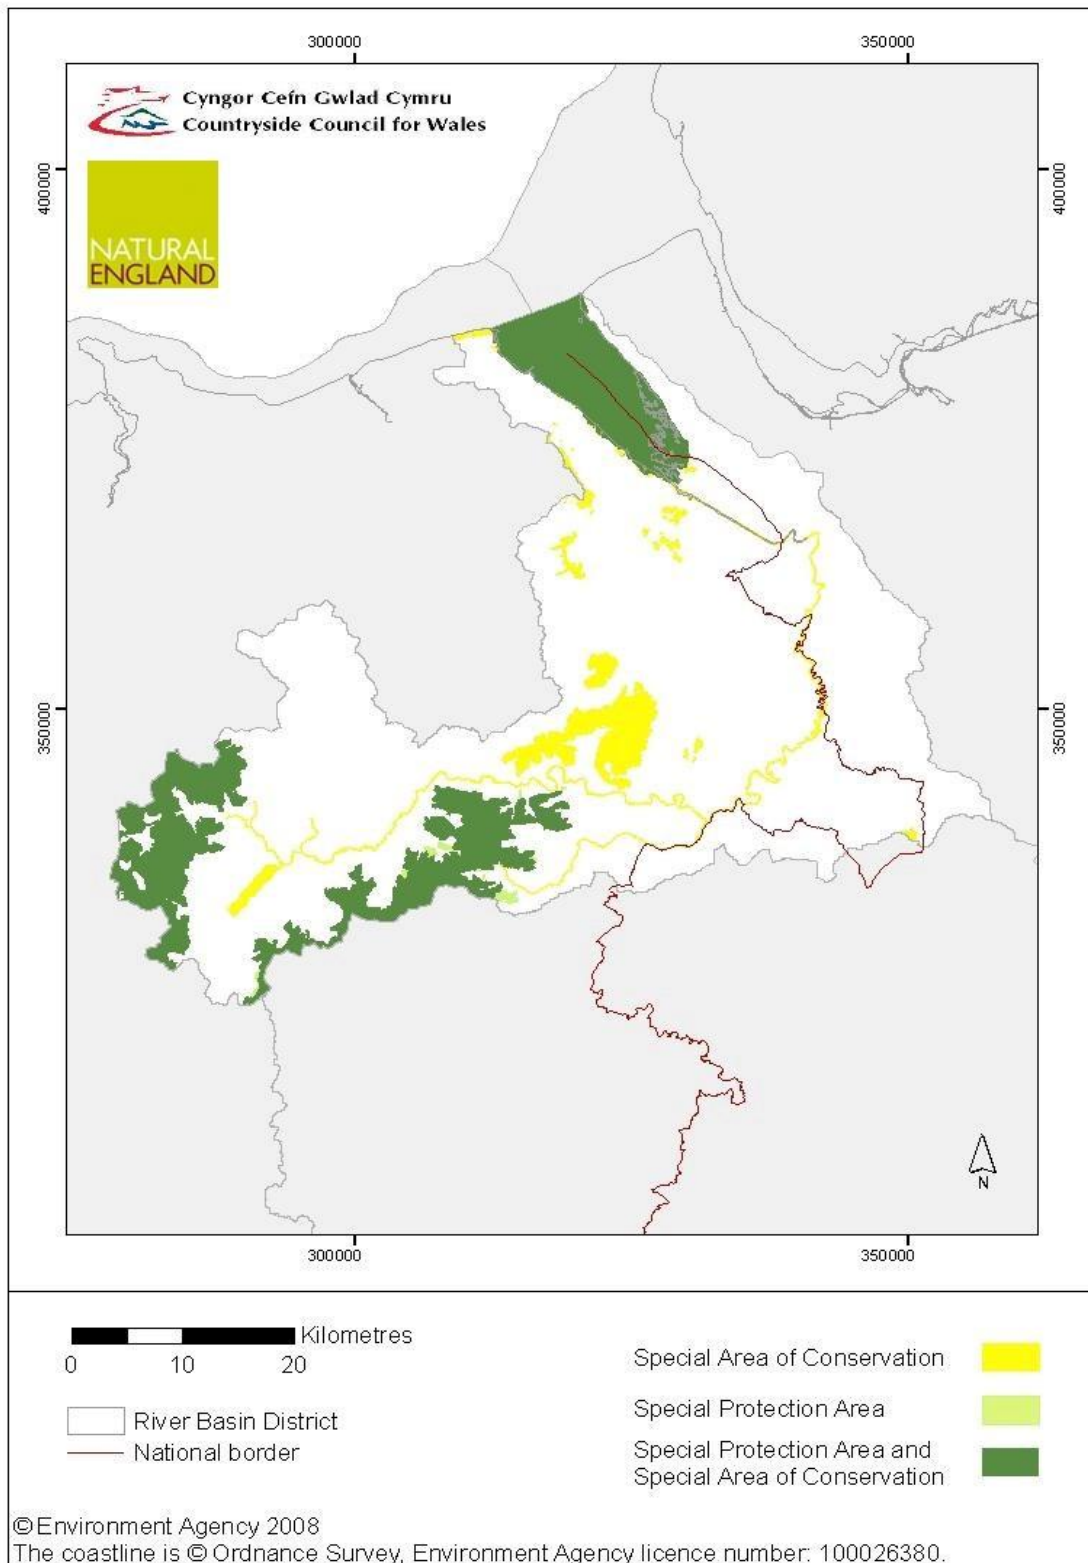 300000
350000
Cyngor Cefn Gwlad Cymru
Countryside Council for Wales
400000
400000
NATURAL
ENGLAND
350000
350000
N
300000
350000
Kilometres
0 10 20
River Basin District
National border
Special Area of Conservation
Special Protection Area
Special Protection Area and
Special Area of Conservation
© Environment Agency 2008
The coastline is © Ordnance Survey, Environment Agency licence number: 100026380.